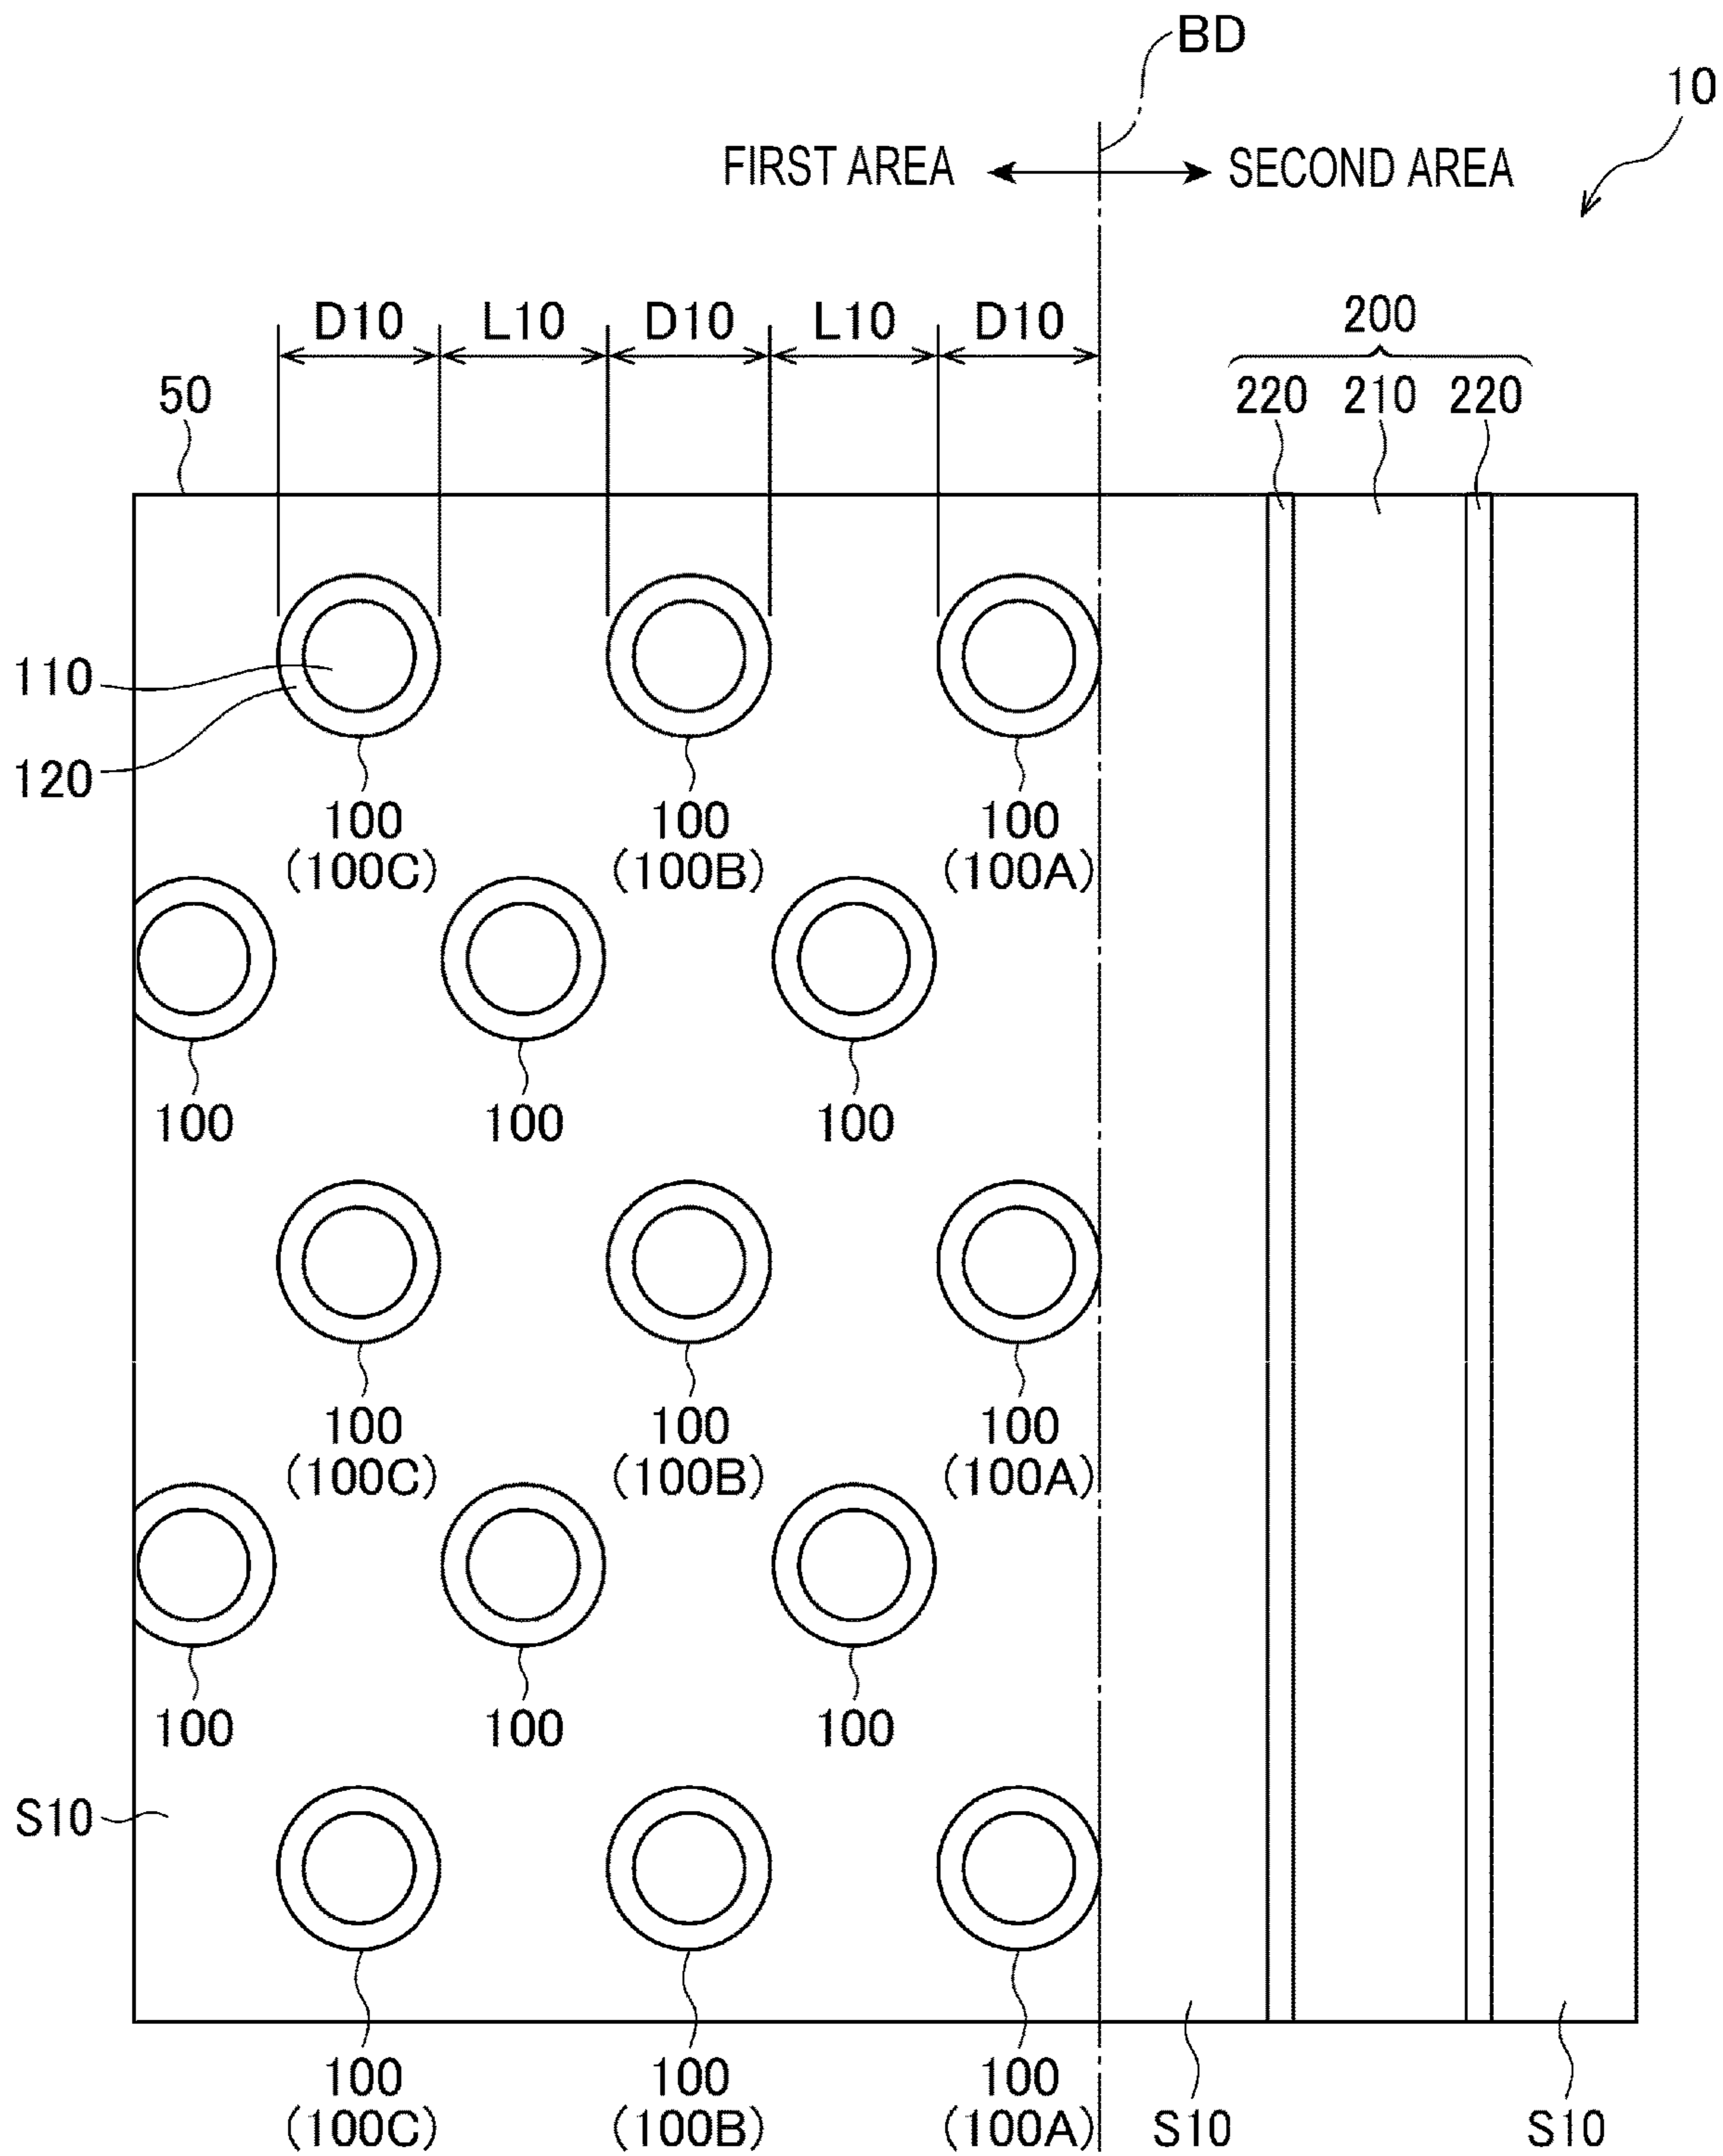 BD
10
FIRST AREA SECOND AREA
D10 L10 D10 L10 D10
200
50
220 210 220
110
120
100 100 100
(100C) (100B) (100A)
100 100 100
100 100 100
(100C) (100B) (100A)
100 100 100
S10
100 100 100
(100C) (100B) (100A) S10 S10